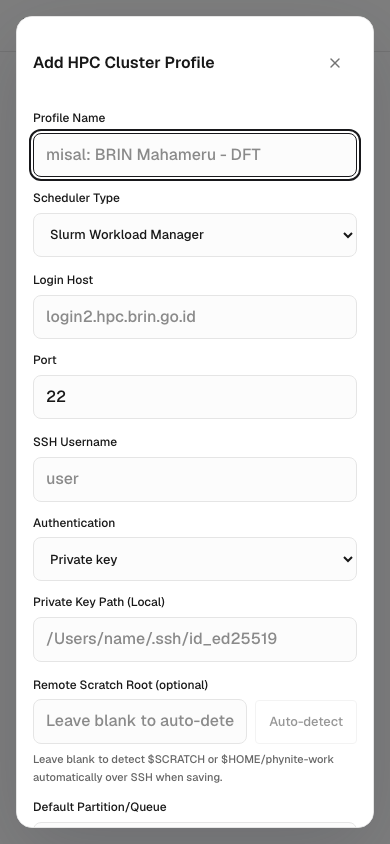 Add HPC Cluster Profile
Profile Name
misal: BRIN Mahameru - DFT
Scheduler Type
Slurm Workload Manager
Login Host
login2.hpc.brin.go.id
Port
22
SSH Username
user
Authentication
Private key
Private Key Path (Local)
/Users/name/.ssh/id_ed25519
Remote Scratch Root (optional)
Leave blank to auto-dete
Auto-detect
Leave blank to detect $SCRATCH or $HOME/phynite-work
automatically over SSH when saving.
Default Partition/Queue